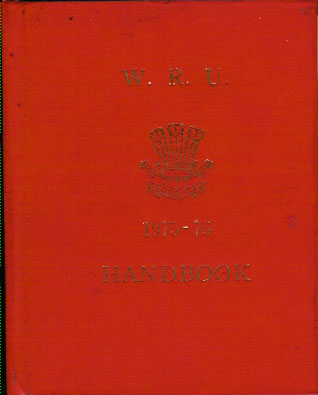 W. R. U.
1975-76
HANDBOOK